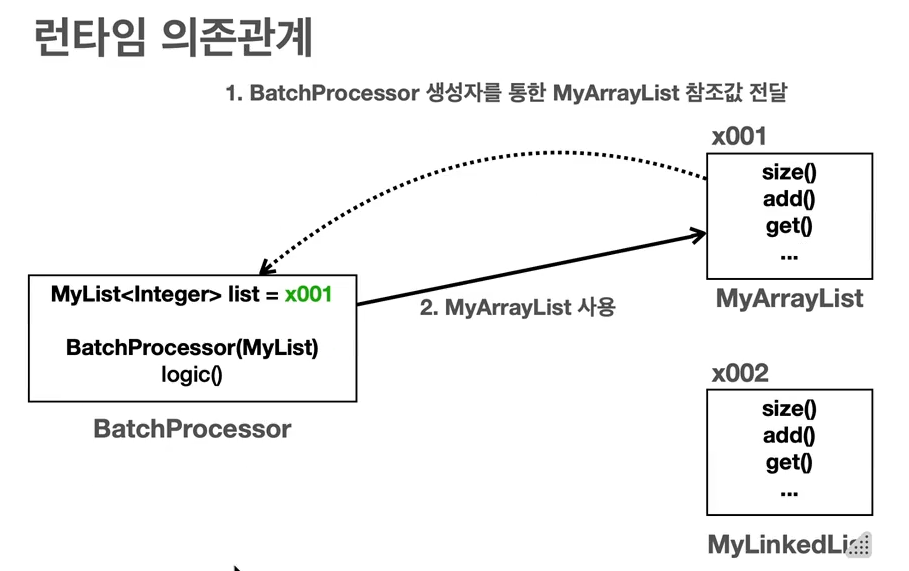 런타임 의존관계
1. BatchProcessor 생성자를 통한 MyArrayList 참조값 전달
x001
size()
add()
get()
...
MyArrayList
MyList<Integer> list = x001
BatchProcessor(MyList)
logic()
BatchProcessor
2. MyArrayList 사용
x002
size()
add()
get()
...